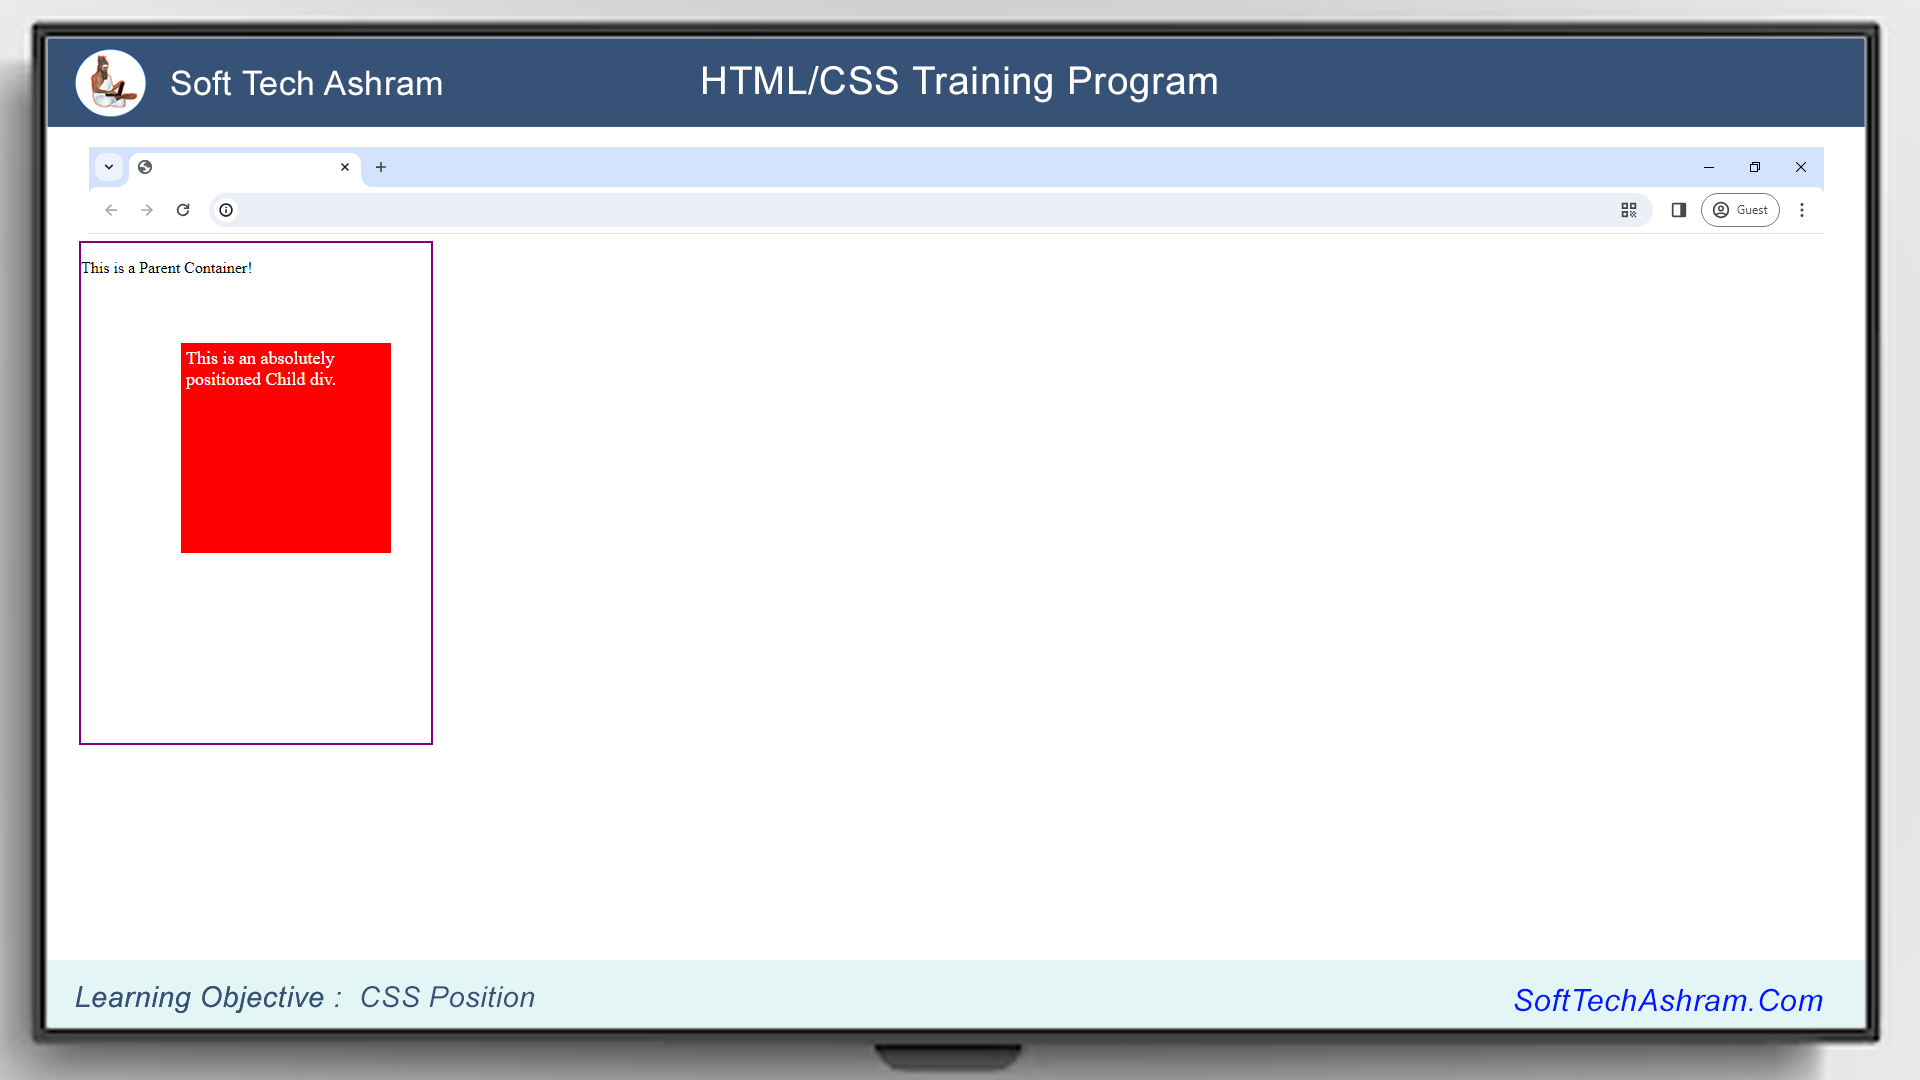 Soft Tech Ashram
HTML/CSS Training Program
Guest
This is a Parent Container!
This is an absolutely
positioned Child div.
Learning Objective : CSS Position
SoftTechAshram.Com